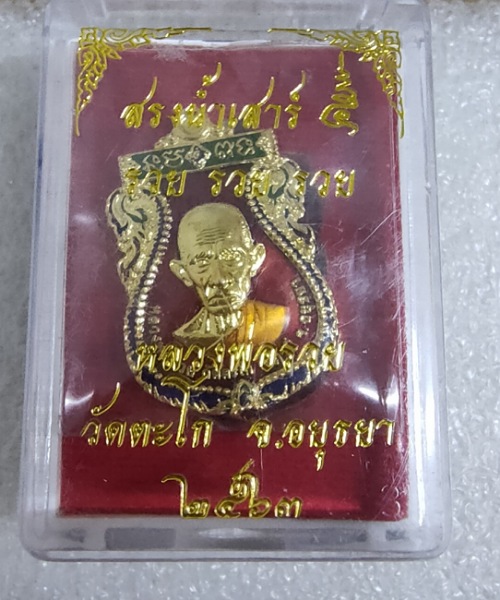 สรงน้ำเสาร์ ๕
รวย รวย รวย
หลวงพ่อรวย
วัดตะโก จ.อยุธยา
๒๕๖๓